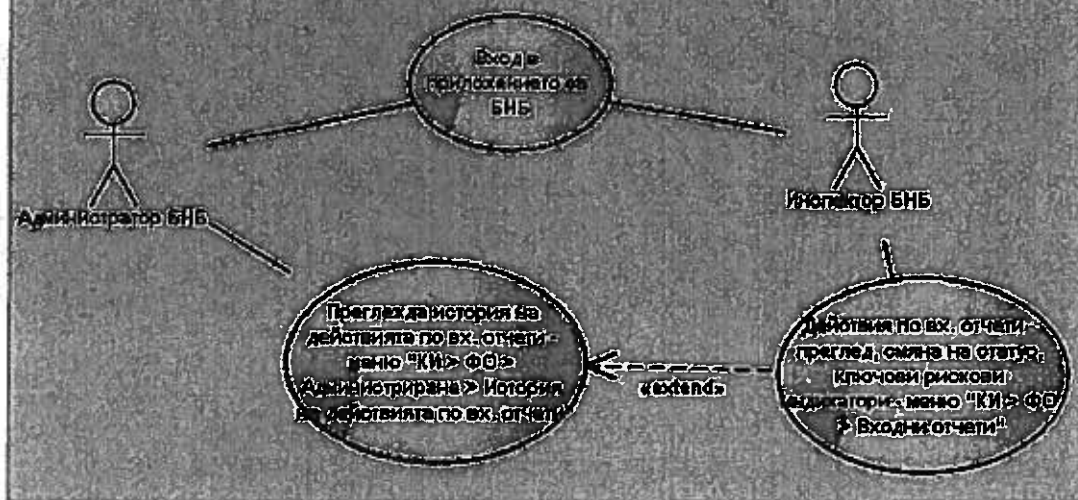 Вход в
приложението за
БНБ
Администратор БНБ
Инспектор БНБ
Преглежда история на
действията по вх. отчети -
меню "КИ> ФО>
Администриране > История
на действията по вх. отчети
«extend»
Действия по вх. отчети -
преглед, смяна на статус,
ключови рискови
индикатори, меню "КИ > ФО
> Входни отчети"